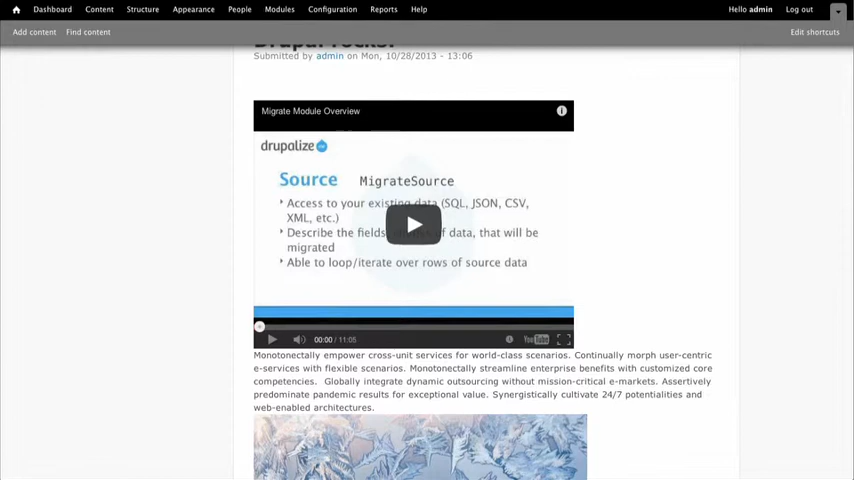 Dashboard Content Structure Appearance People Modules Configuration Reports Help Hello admin Log out
Add content Find content Edit shortcuts
Drupal rocks!
Submitted by admin on Mon, 10/28/2013 - 13:06
Migrate Module Overview
drupalize
Source MigrateSource
Access to your existing data (SQL, JSON, CSV,
XML, etc.)
Describe the fields of data, that will be
migrated
Able to loop/iterate over rows of source data
00:00 / 11:05 YouTube
Monotonectally empower cross-unit services for world-class scenarios. Continually morph user-centric
e-services with flexible scenarios. Monotonectally streamline enterprise benefits with customized core
competencies. Globally integrate dynamic outsourcing without mission-critical e-markets. Assertively
predominate pandemic results for exceptional value. Synergistically cultivate 24/7 potentialities and
web-enabled architectures.